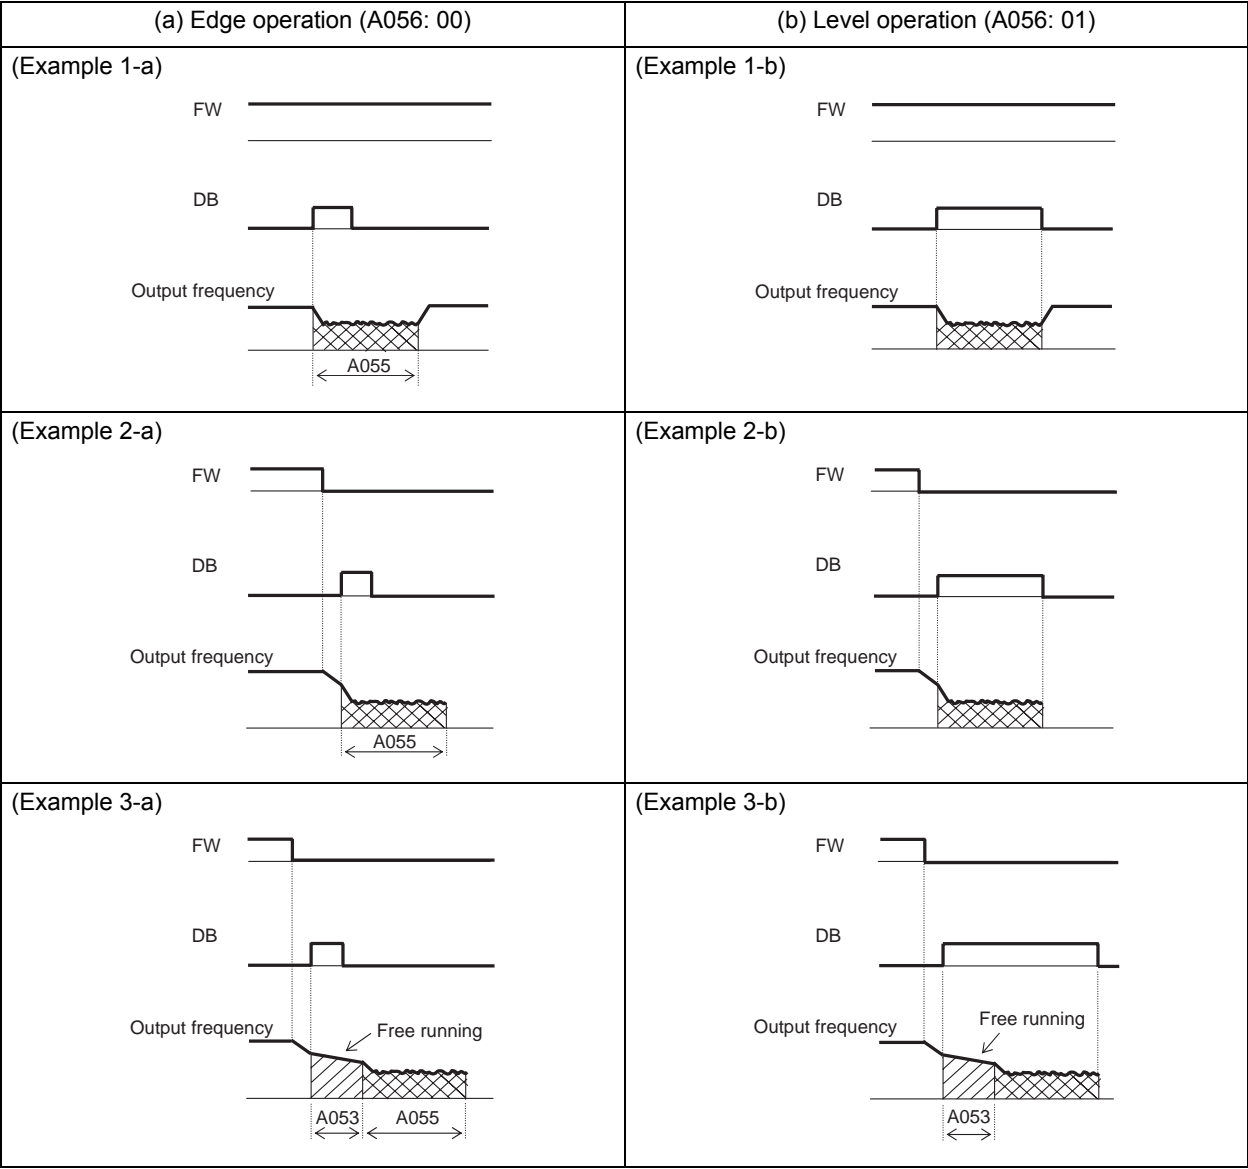 (a) Edge operation (A056: 00)
(b) Level operation (A056: 01)
(Example 1-a)
FW
DB
Output frequency
A055
(Example 1-b)
FW
DB
Output frequency
(Example 2-a)
FW
DB
Output frequency
A055
(Example 2-b)
FW
DB
Output frequency
(Example 3-a)
FW
DB
Output frequency
Free running
A053
A055
(Example 3-b)
FW
DB
Output frequency
Free running
A053